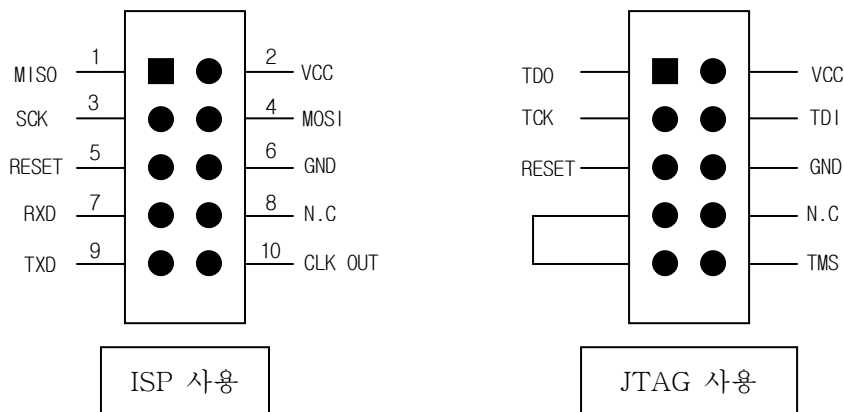 MISO 1 2 VCC
SCK 3 4 MOSI
RESET 5 6 GND
RXD 7 8 N.C
TXD 9 10 CLK OUT
ISP 사용
TDO VCC
TCK TDI
RESET GND
N.C
TMS
JTAG 사용